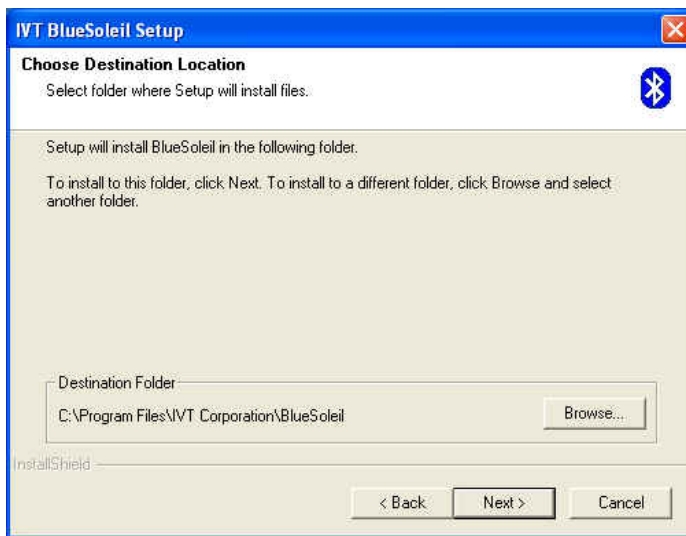 IVT BlueSoleil Setup
Choose Destination Location
Select folder where Setup will install files.
Setup will install BlueSoleil in the following folder.
To install to this folder, click Next. To install to a different folder, click Browse and select
another folder.
Destination Folder
C:\Program Files\IVT Corporation\BlueSoleil
Browse...
InstallShield
< Back
Next >
Cancel